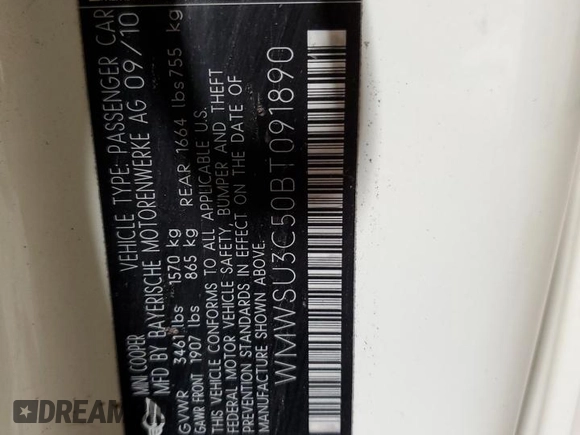 MINI COOPER VEHICLE TYPE: PASSENGER CAR
MFD BY BAYERISCHE MOTORENWERKE AG 09/10
GVWR 3461 lbs 1570 kg
GAWR FRONT 1907 lbs 865 kg REAR 1664 lbs 755 kg
THIS VEHICLE CONFORMS TO ALL APPLICABLE U.S.
FEDERAL MOTOR VEHICLE SAFETY, BUMPER AND THEFT
PREVENTION STANDARDS IN EFFECT ON THE DATE OF
MANUFACTURE SHOWN ABOVE.
WMWSU3C50BT091890
DREAM